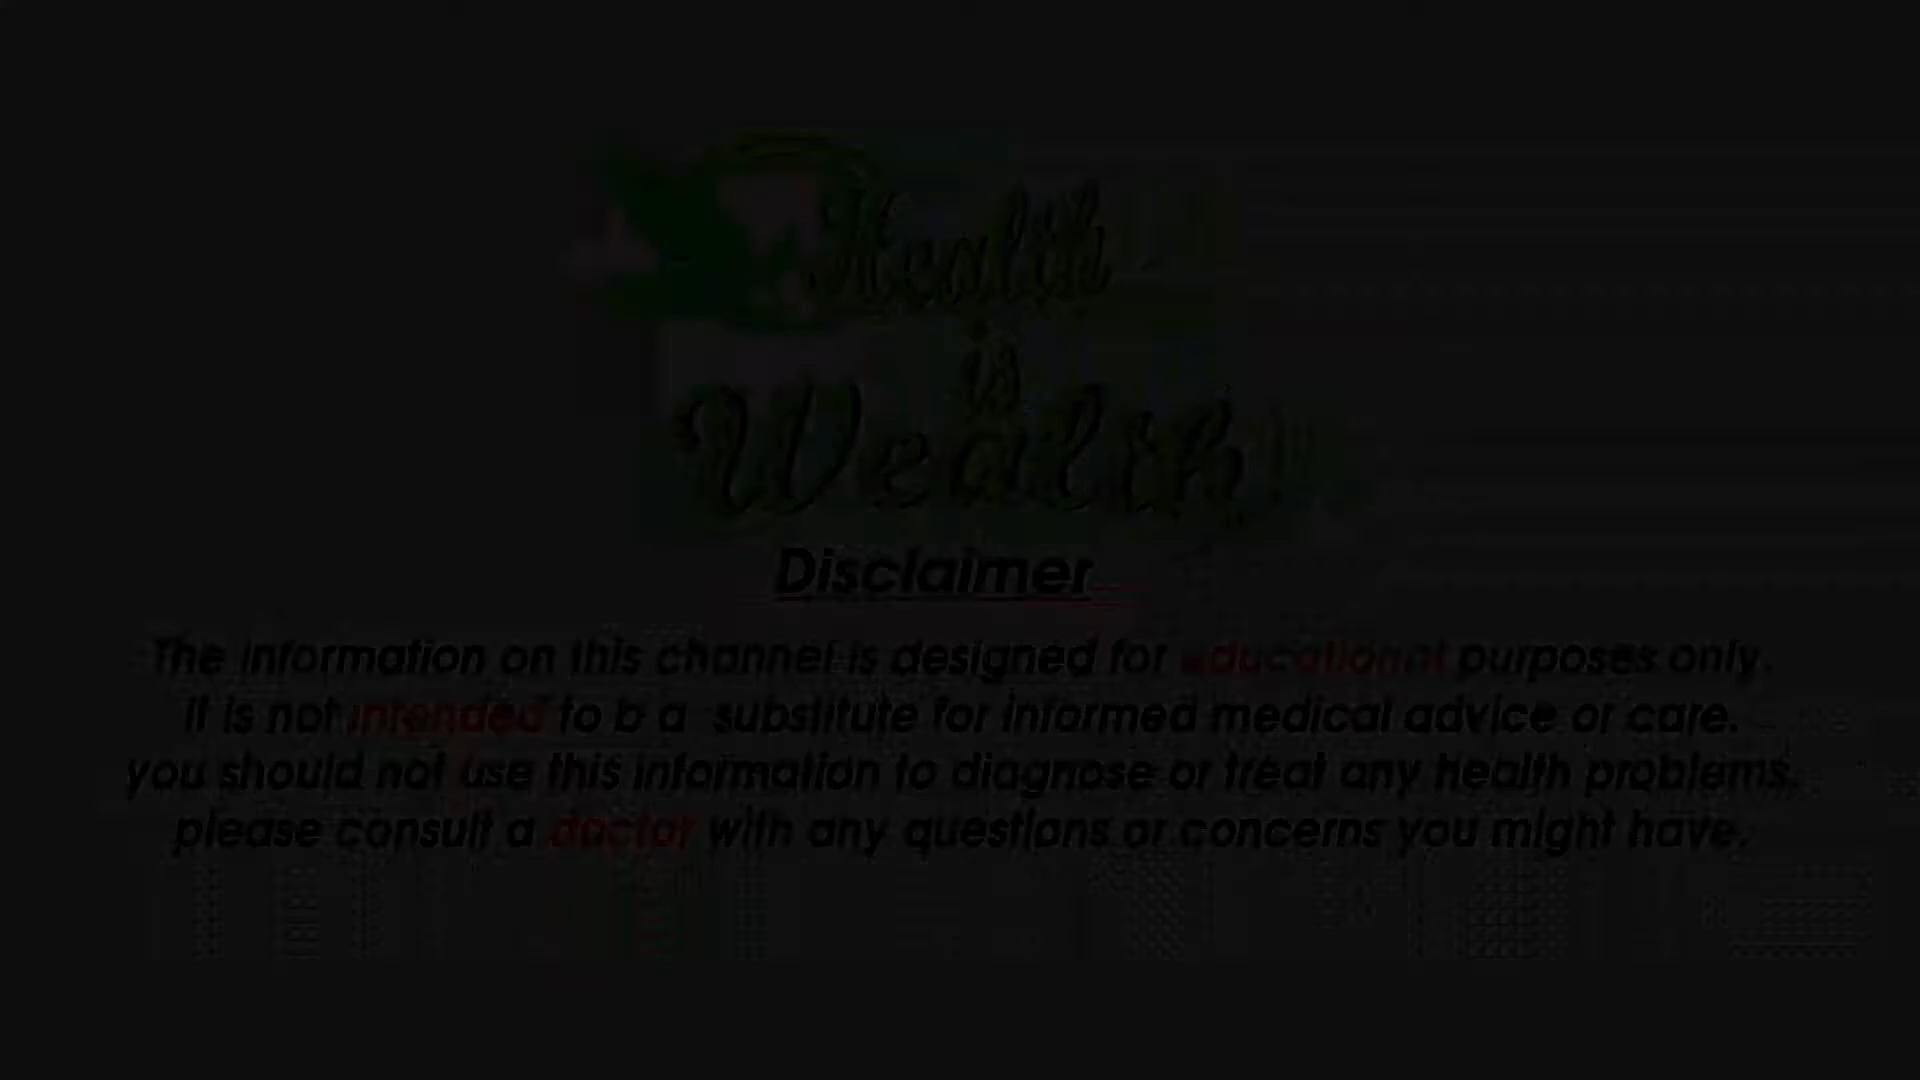 Health
is
Wealth
Disclaimer
The information on this channel is designed for educational purposes only.
it is not intended to b a substitute for informed medical advice or care.
you should not use this information to diagnose or treat any health problems.
please consult a doctor with any questions or concerns you might have.